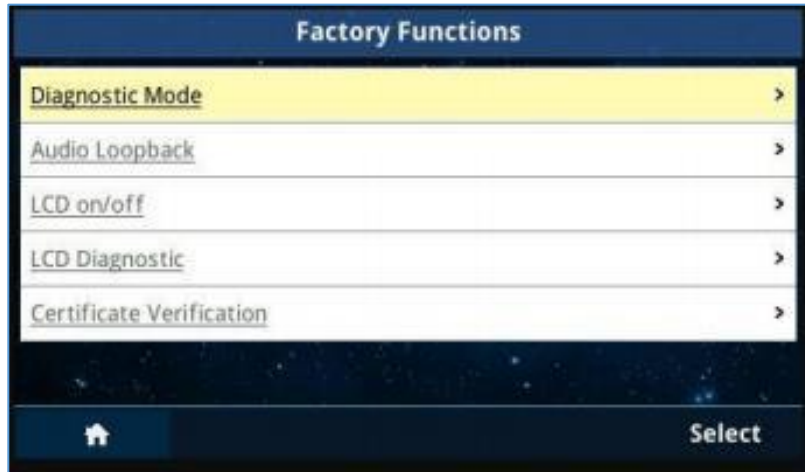 Factory Functions
Diagnostic Mode
Audio Loopback
LCD on/off
LCD Diagnostic
Certificate Verification
Select